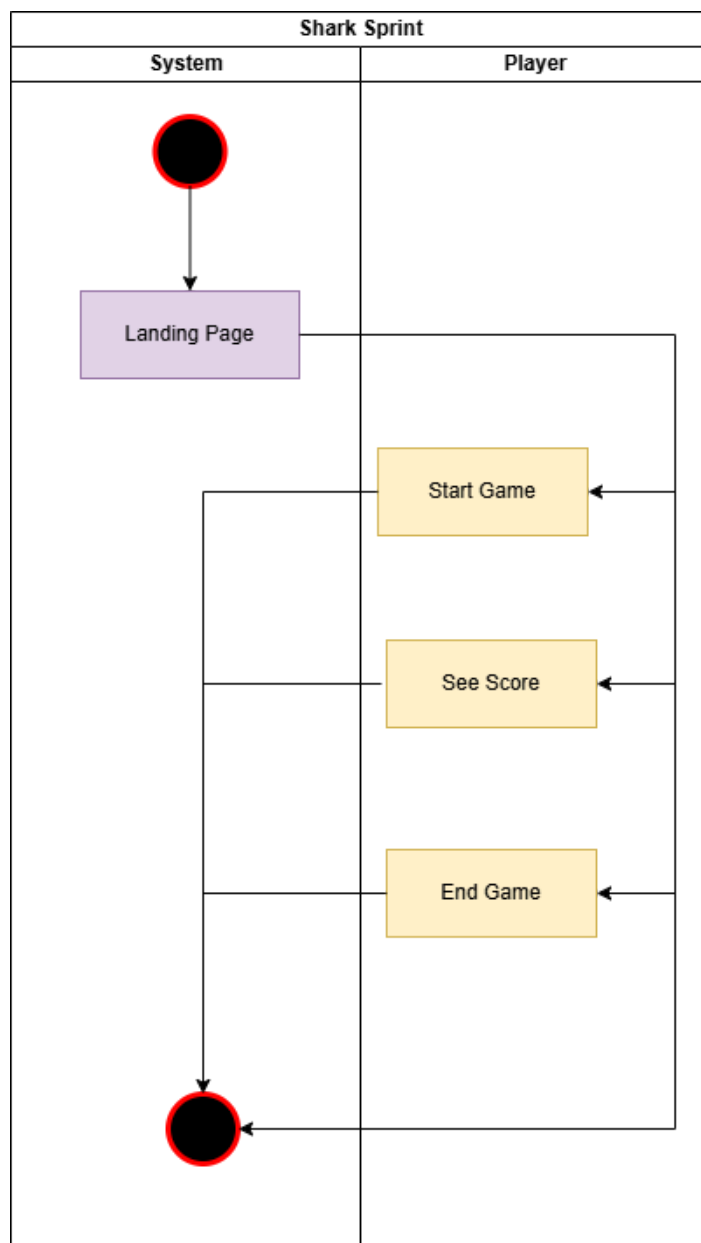 Shark Sprint
System
Player
Landing Page
Start Game
See Score
End Game